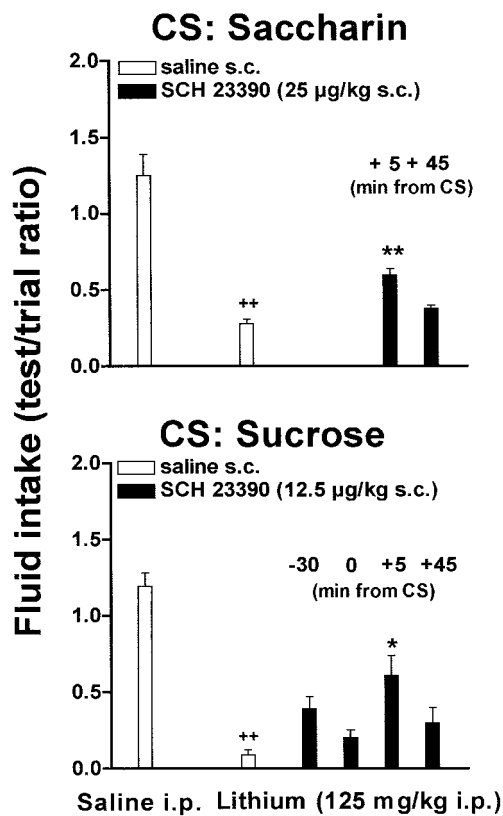 CS: Saccharin
2.0
saline s.c.
SCH 23390 (25 µg/kg s.c.)
1.5
+ 5 + 45
(min from CS)
1.0
**
++
0.5
0.0
Fluid intake (test/trial ratio)
CS: Sucrose
2.0
saline s.c.
SCH 23390 (12.5 µg/kg s.c.)
1.5
-30 0 +5 +45
(min from CS)
1.0
*
0.5
++
0.0
Saline i.p. Lithium (125 mg/kg i.p.)